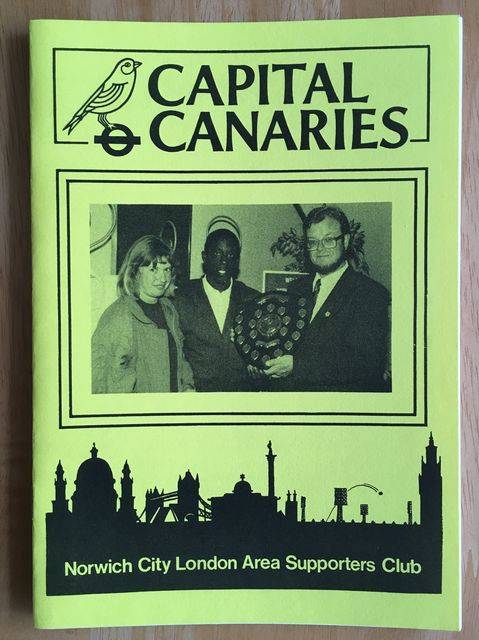 CAPITAL
CANARIES
Norwich City London Area Supporters Club